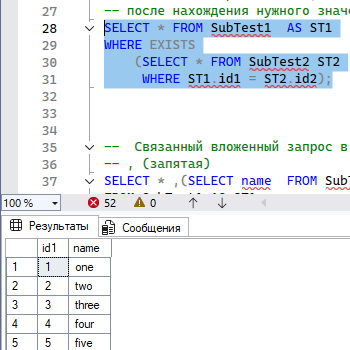 27 -- после нахождения нужного знач
28 SELECT * FROM SubTest1 AS ST1
29 WHERE EXISTS
30 (SELECT * FROM SubTest2 ST2
31 WHERE ST1.id1 = ST2.id2);
32
33
34
35 -- Связанный вложенный запрос в
36 -- , (запятая)
37 SELECT * ,(SELECT name FROM SubT
100 % 52 0
Результаты Сообщения
id1 name
1 1 one
2 2 two
3 3 three
4 4 four
5 5 five